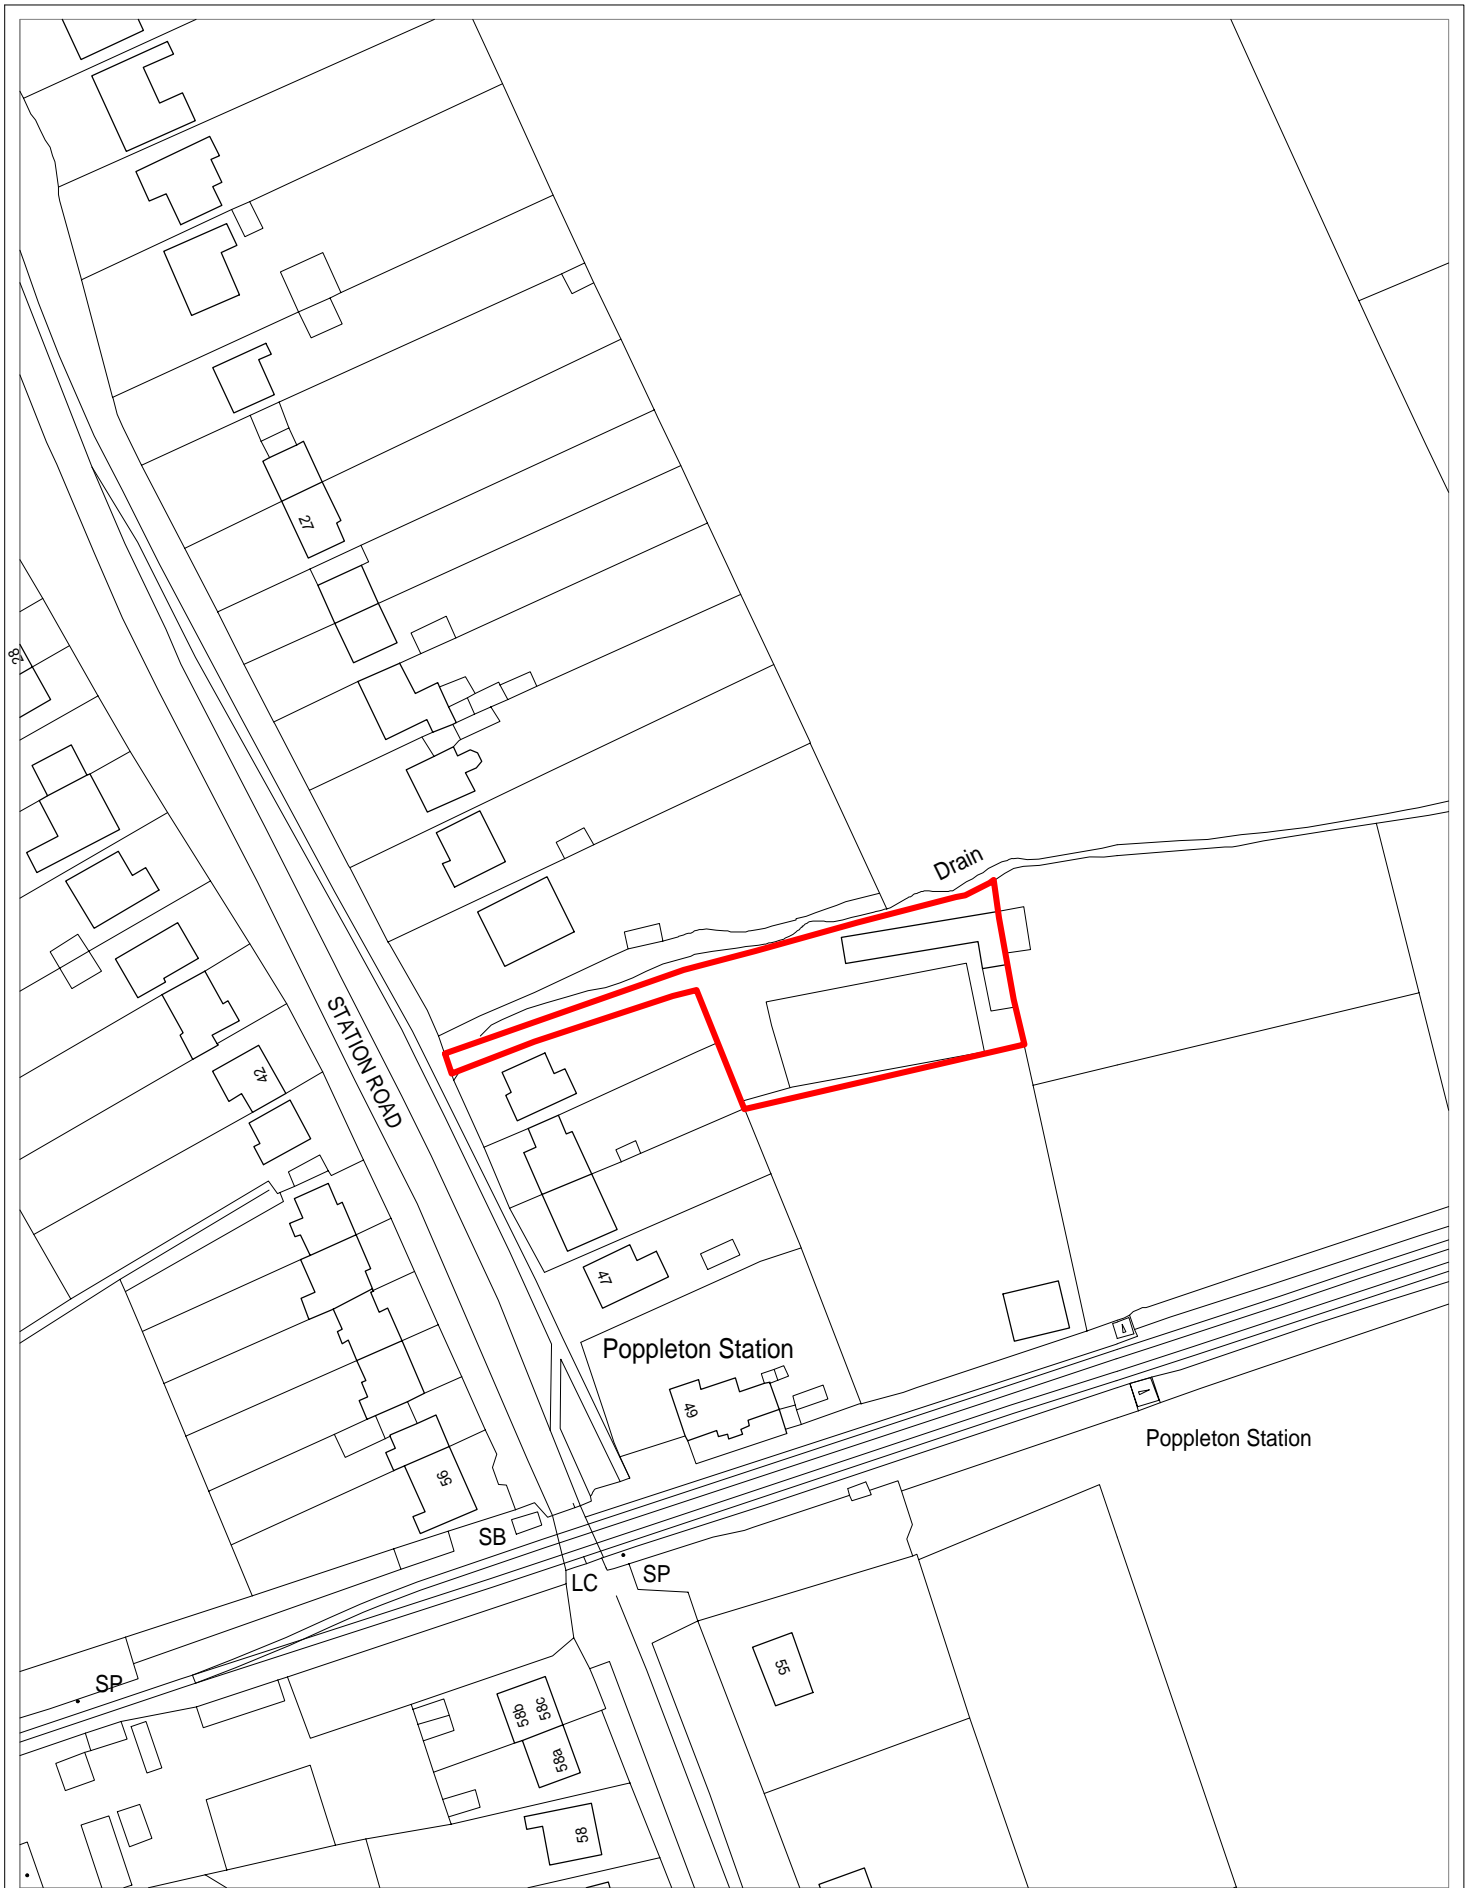 27
28
Drain
STATION ROAD
42
47
Poppleton Station
49
Poppleton Station
56
SB
LC
SP
SP
55
58b
58c
58a
58